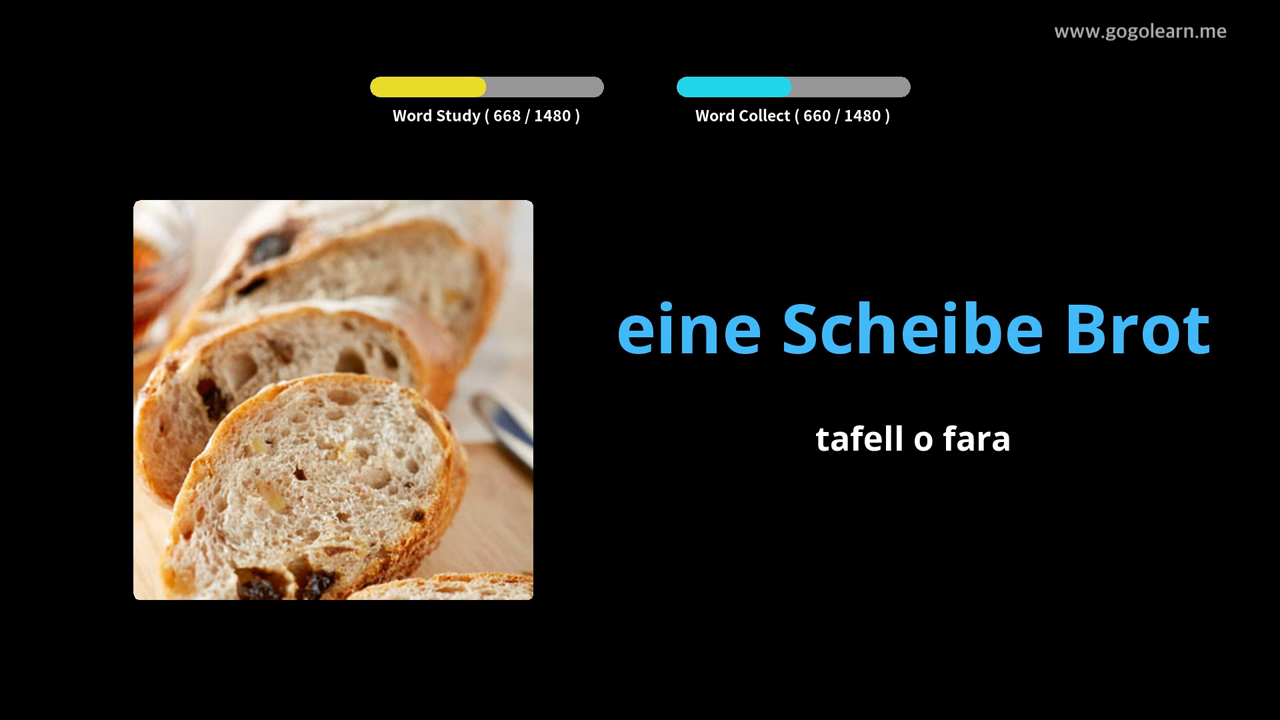 www.gogolearn.me
Word Study ( 668 / 1480 )
Word Collect ( 660 / 1480 )
eine Scheibe Brot
tafell o fara